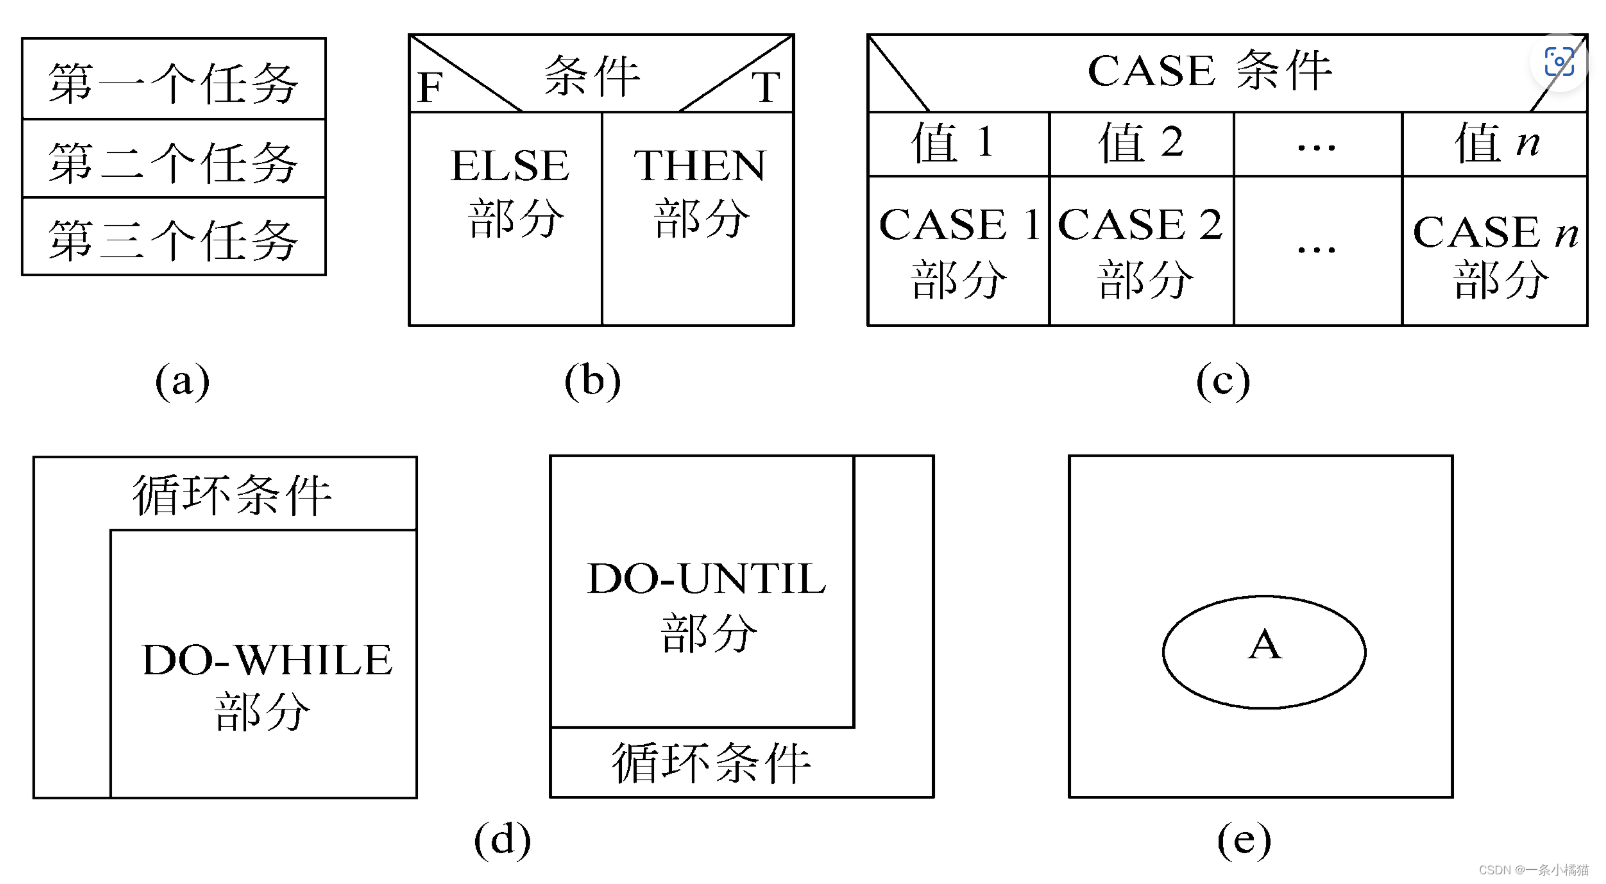 第一个任务
第二个任务
第三个任务
(a)
F 条件 T
ELSE THEN
部分 部分
(b)
CASE 条件
值 1 值 2 … 值 n
CASE 1 CASE 2 … CASE n
部分 部分 部分
(c)
循环条件
DO-WHILE
部分
DO-UNTIL
部分
循环条件
(d)
A
(e)
CSDN @一条小橘猫